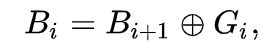 B_i = B_{i+1} ⊕ G_i,